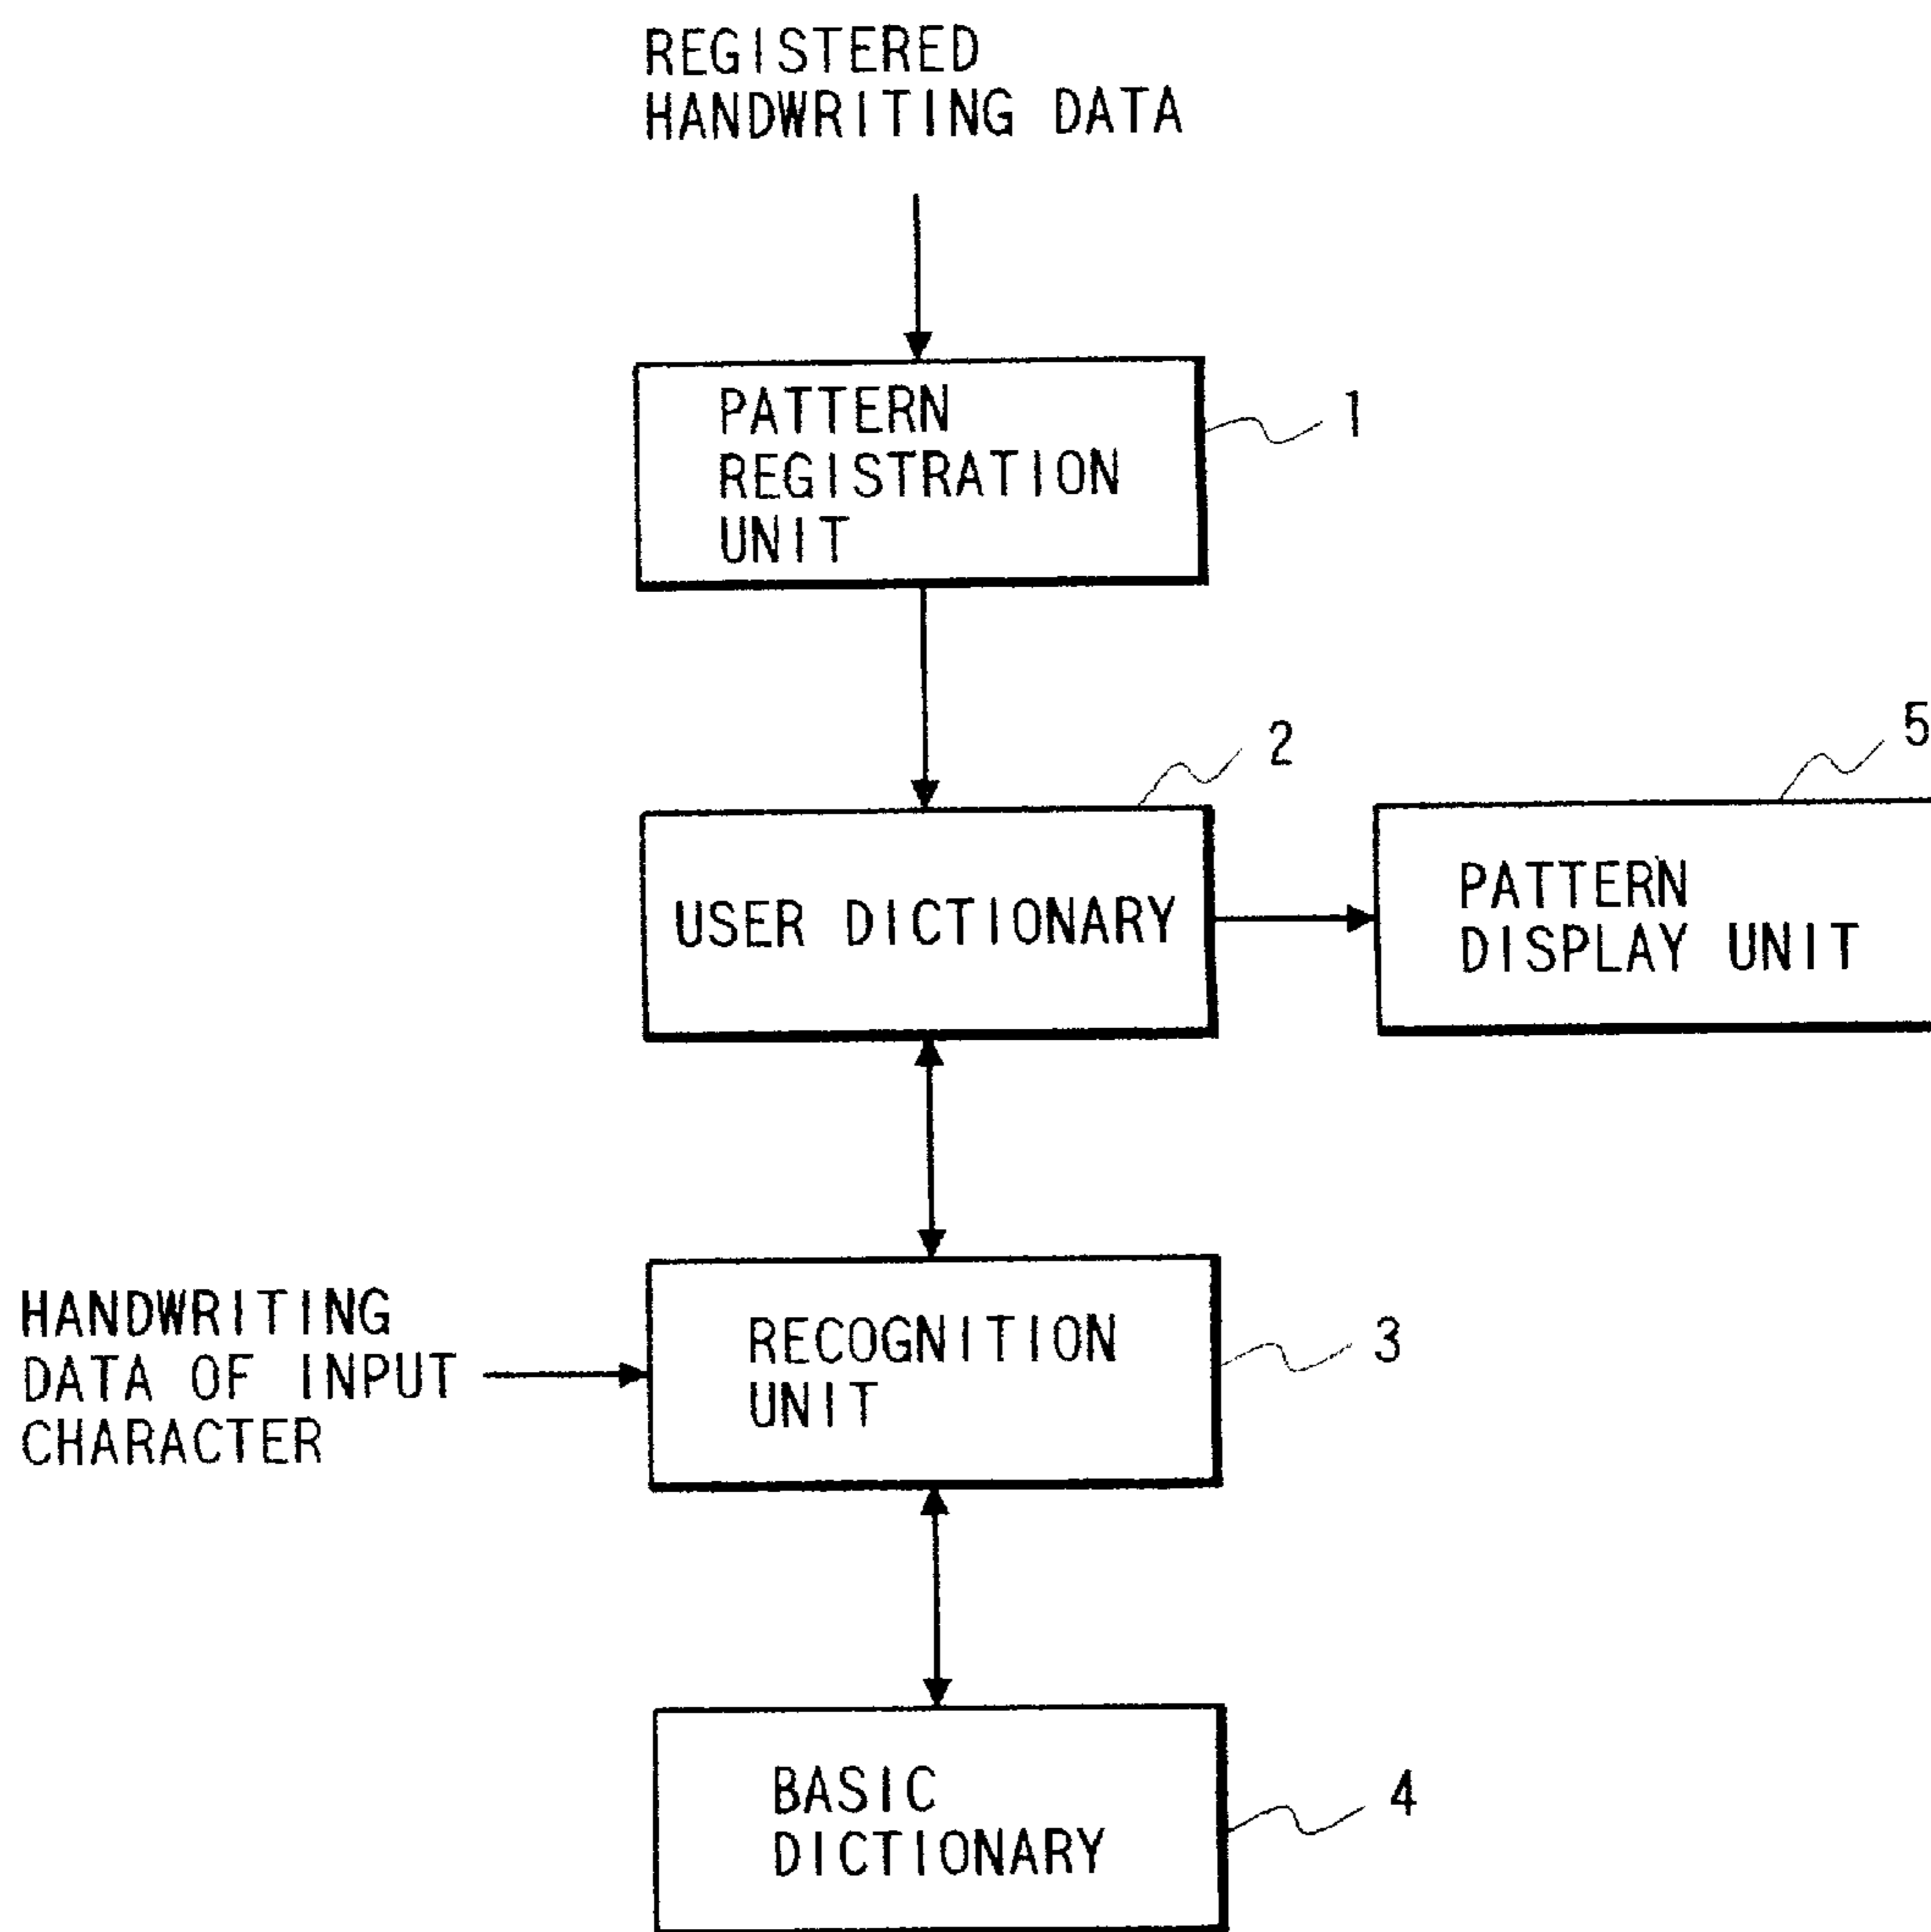 REGISTERED
HANDWRITING DATA
PATTERN
REGISTRATION
UNIT
1
2
5
USER DICTIONARY
PATTERN
DISPLAY UNIT
HANDWRITING
DATA OF INPUT
CHARACTER
RECOGNITION
UNIT
3
BASIC
DICTIONARY
4